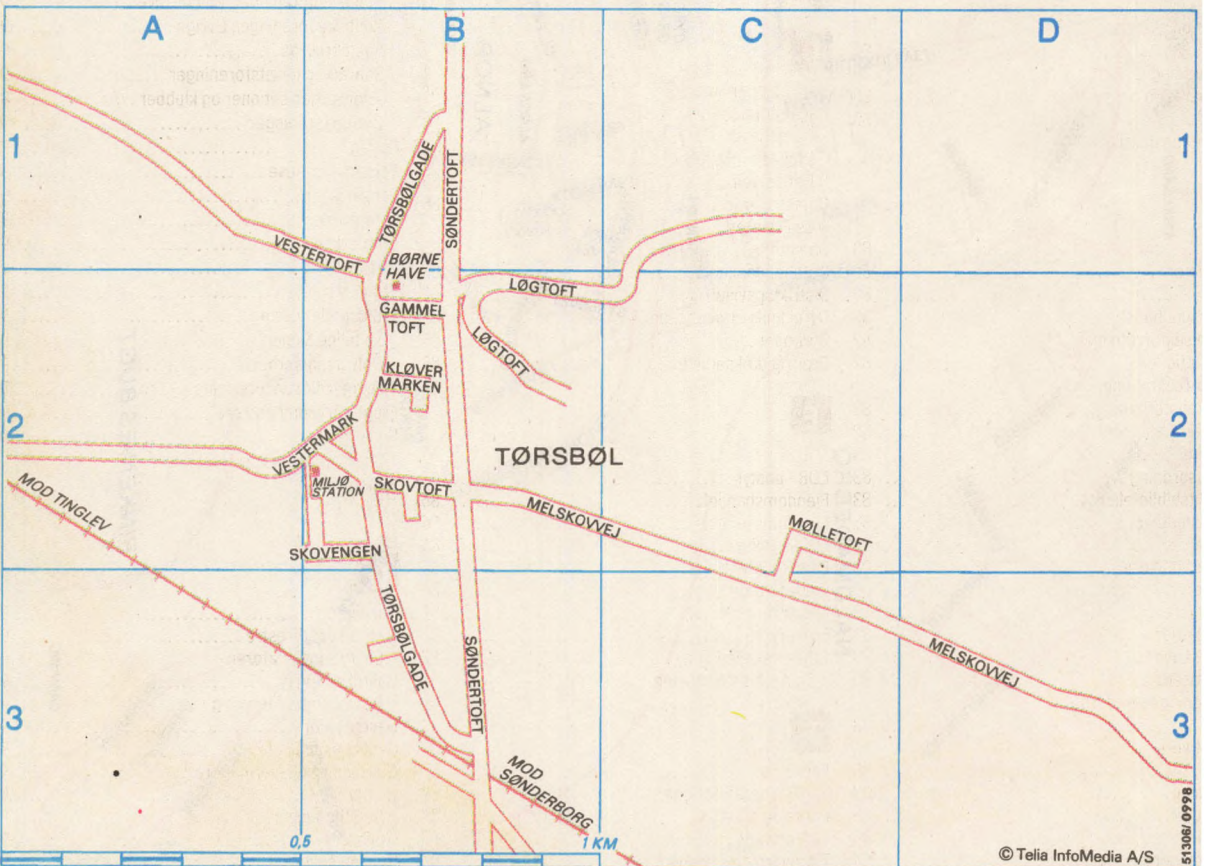 A
B
C
D
1
1
TØRSBØLGADE
SØNDERTOFT
VESTERTOFT
BØRNE
HAVE
LØGTOFT
GAMMEL
TOFT
LØGTOFT
KLØVER
MARKEN
2
2
VESTERMARK
TØRSBØL
MILJØ
STATION
SKOVTOFT
MOD TINGLEV
MELSKOVVEJ
MØLLETOFT
SKOVENGEN
TØRSBØLGADE
SØNDERTOFT
MELSKOVVEJ
3
3
MOD
SØNDERBORG
0,5
1 KM
© Telia InfoMedia A/S
51306/ 0998